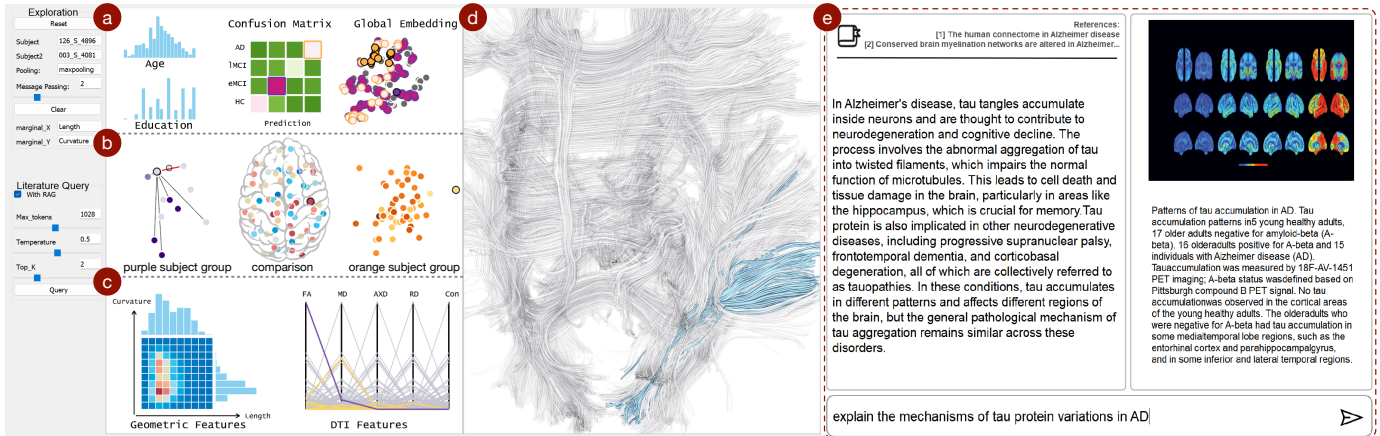 Exploration
Reset
Subject 126_S_4896
Subject2 003_S_4081
Pooling: maxpooling
Message Passing: 2
Clear
marginal_X Length
marginal_Y Curvature
Literature Query
With RAG
Max_tokens 1028
Temperature 0.5
Top_K 2
Query
a
Age
Education
Confusion Matrix
AD
lMCI
eMCI
HC
Prediction
Global Embedding
b
purple subject group
comparison
orange subject group
c
Curvature
Length
Geometric Features
FA MD AXD RD Con
DTI Features
d
e
References:
[1] The human connectome in Alzheimer disease
[2] Conserved brain myelination networks are altered in Alzheimer...
In Alzheimer's disease, tau tangles accumulate
inside neurons and are thought to contribute to
neurodegeneration and cognitive decline. The
process involves the abnormal aggregation of tau
into twisted filaments, which impairs the normal
function of microtubules. This leads to cell death and
tissue damage in the brain, particularly in areas like
the hippocampus, which is crucial for memory.Tau
protein is also implicated in other neurodegenerative
diseases, including progressive supranuclear palsy,
frontotemporal dementia, and corticobasal
degeneration, all of which are collectively referred to
as tauopathies. In these conditions, tau accumulates
in different patterns and affects different regions of
the brain, but the general pathological mechanism of
tau aggregation remains similar across these
disorders.
Patterns of tau accumulation in AD. Tau
accumulation patterns in5 young healthy adults,
17 older adults negative for amyloid-beta (A-
beta), 16 olderadults positive for A-beta and 15
individuals with Alzheimer disease (AD).
Tauaccumulation was measured by 18F-AV-1451
PET imaging; A-beta status wasdefined based on
Pittsburgh compound B PET signal. No tau
accumulationwas observed in the cortical areas
of the young healthy adults. The olderadults who
were negative for A-beta had tau accumulation in
some medialtemporal lobe regions, such as the
entorhinal cortex and parahippocampalgyrus,
and in some inferior and lateral temporal regions.
explain the mechanisms of tau protein variations in AD